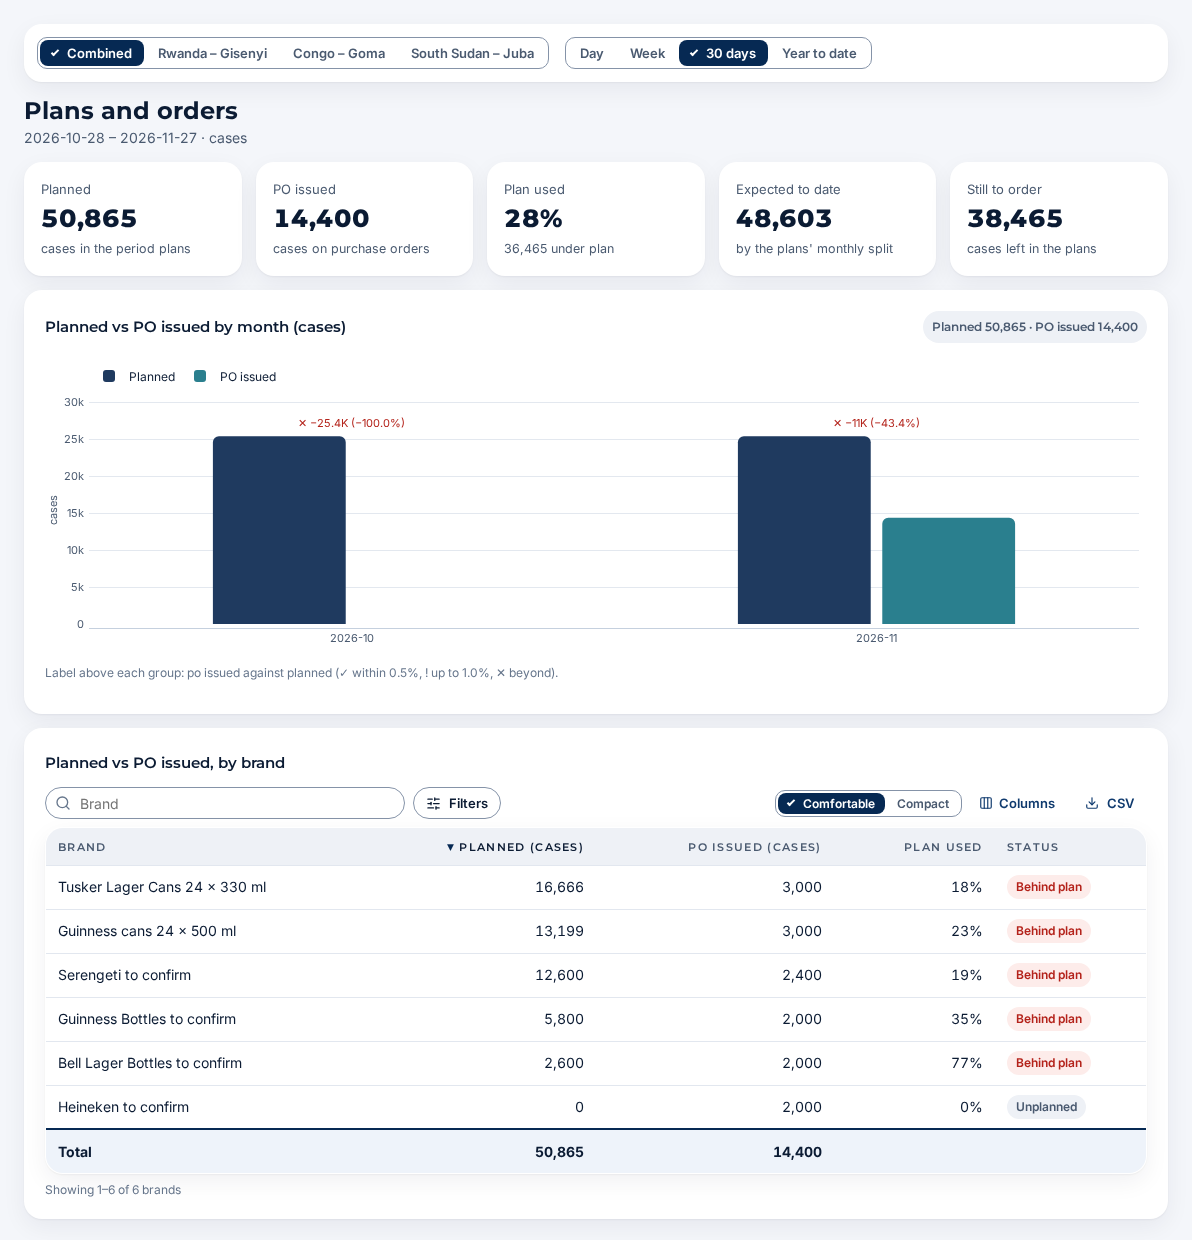 ✓ Combined Rwanda – Gisenyi Congo – Goma South Sudan – Juba Day Week ✓ 30 days Year to date
Plans and orders
2026-10-28 – 2026-11-27 · cases
Planned
50,865
cases in the period plans
PO issued
14,400
cases on purchase orders
Plan used
28%
36,465 under plan
Expected to date
48,603
by the plans' monthly split
Still to order
38,465
cases left in the plans
Planned vs PO issued by month (cases)
Planned 50,865 · PO issued 14,400
Planned PO issued
30k
25k
20k
15k
10k
5k
0
cases
✕ −25.4K (−100.0%)
✕ −11K (−43.4%)
2026-10
2026-11
Label above each group: po issued against planned (✓ within 0.5%, ! up to 1.0%, ✕ beyond).
Planned vs PO issued, by brand
Brand Filters ✓ Comfortable Compact Columns CSV
BRAND ▼ PLANNED (CASES) PO ISSUED (CASES) PLAN USED STATUS
Tusker Lager Cans 24 × 330 ml 16,666 3,000 18% Behind plan
Guinness cans 24 × 500 ml 13,199 3,000 23% Behind plan
Serengeti to confirm 12,600 2,400 19% Behind plan
Guinness Bottles to confirm 5,800 2,000 35% Behind plan
Bell Lager Bottles to confirm 2,600 2,000 77% Behind plan
Heineken to confirm 0 2,000 0% Unplanned
Total 50,865 14,400
Showing 1–6 of 6 brands